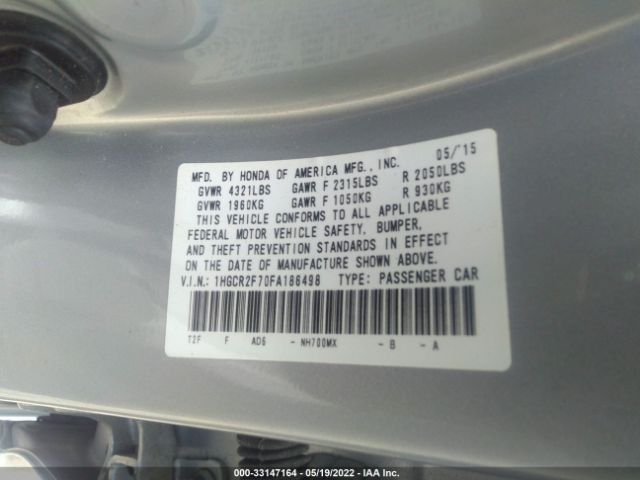 MFD. BY HONDA OF AMERICA MFG., INC. 05/'15
GVWR 4321LBS GAWR F 2315LBS R 2050LBS
GVWR 1960KG GAWR F 1050KG R 930KG
THIS VEHICLE CONFORMS TO ALL APPLICABLE
FEDERAL MOTOR VEHICLE SAFETY, BUMPER,
AND THEFT PREVENTION STANDARDS IN EFFECT
ON THE DATE OF MANUFACTURE SHOWN ABOVE.
V.I.N.: 1HGCR2F70FA186498 TYPE: PASSENGER CAR
T2F F AD6 - NH700MX - B - A
000-33147164 - 05/19/2022 - IAA Inc.